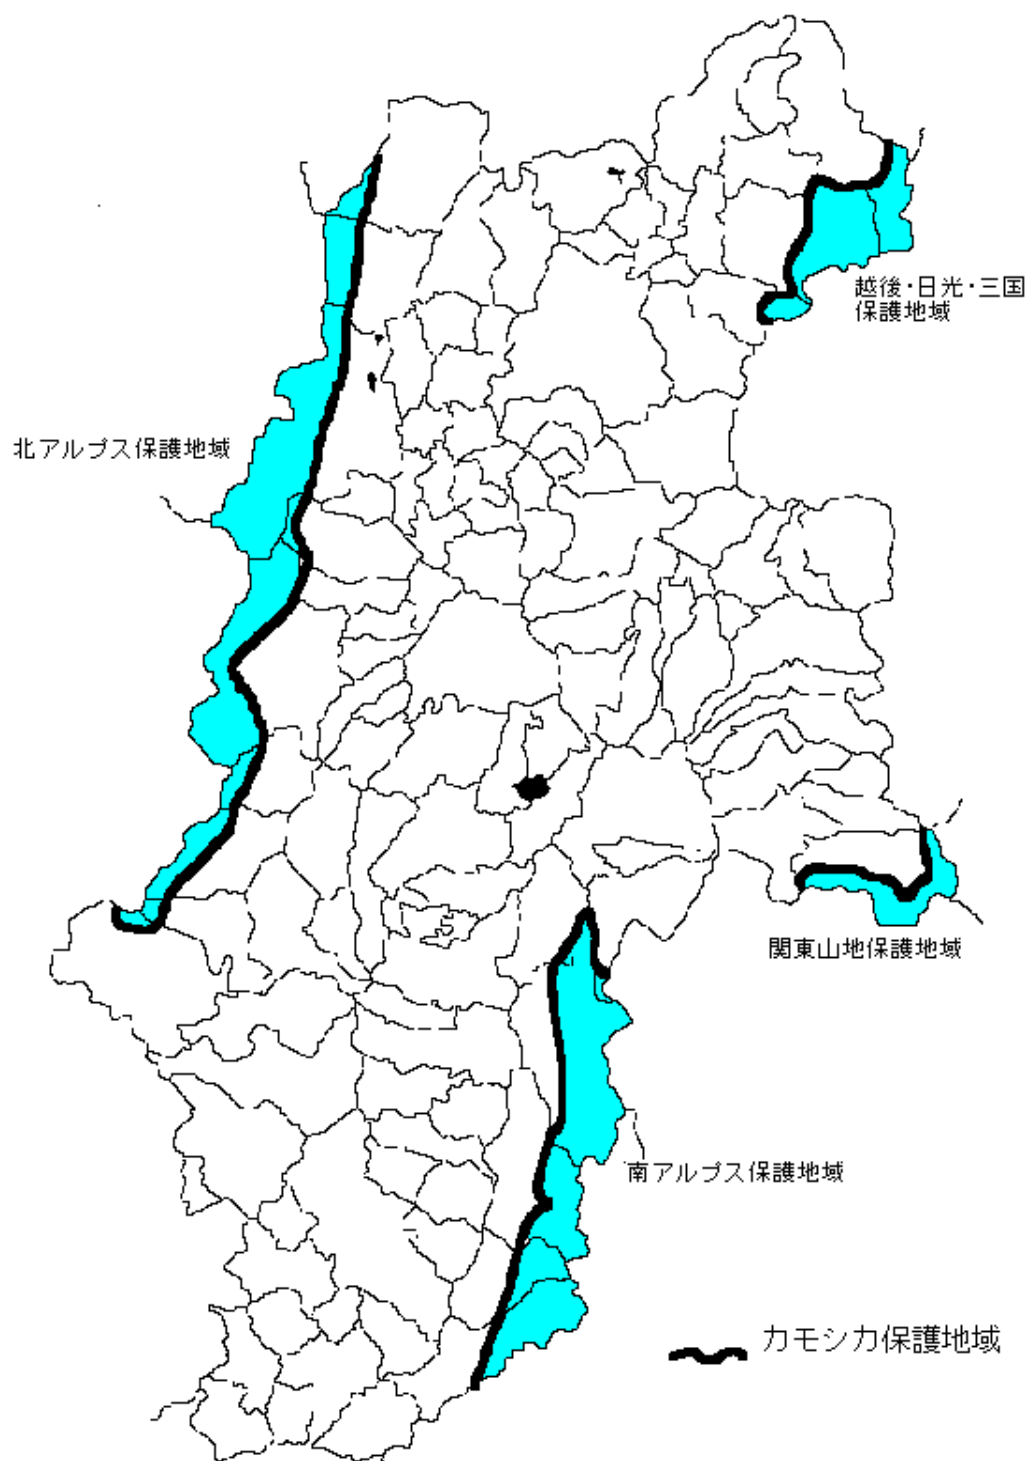 越後・日光・三国
保護地域
北アルプス保護地域
関東山地保護地域
南アルプス保護地域
カモシカ保護地域